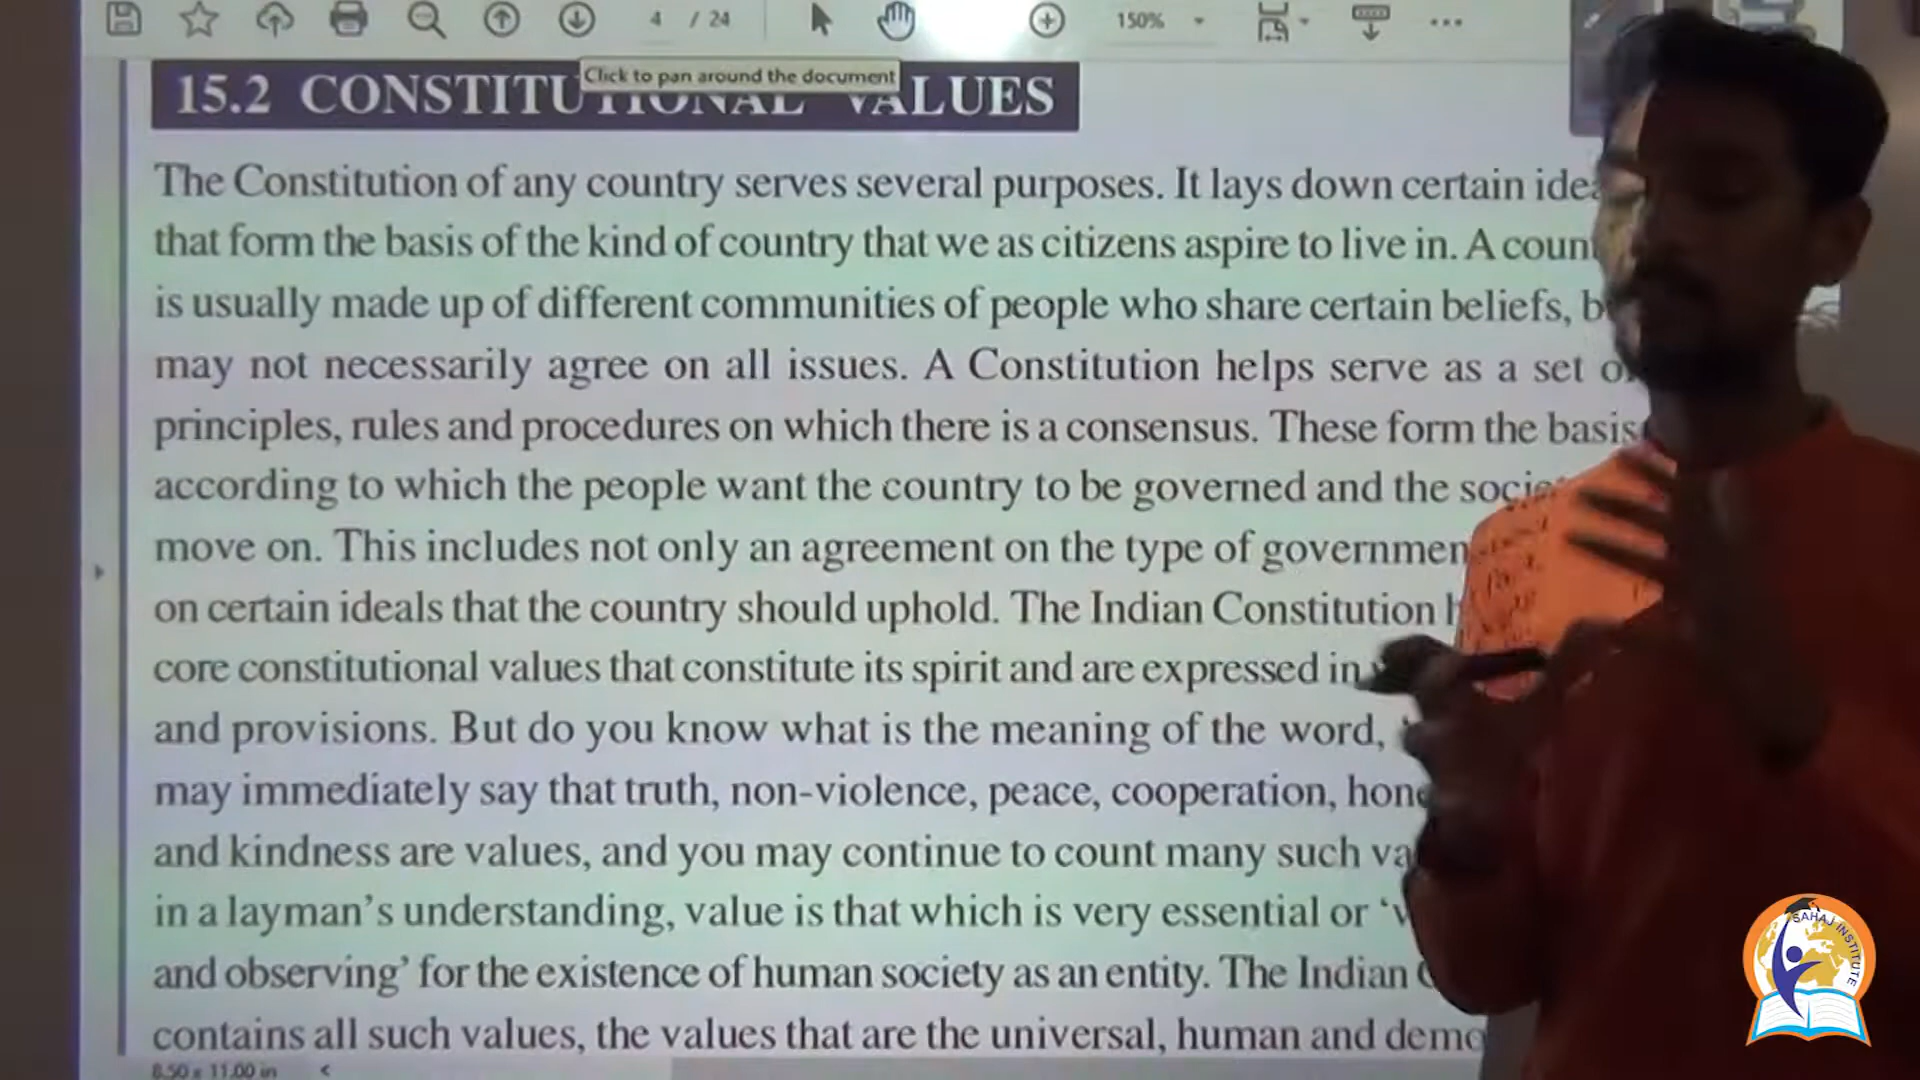 4 / 24
150%
Click to pan around the document
15.2 CONSTITUTIONAL VALUES
The Constitution of any country serves several purposes. It lays down certain
that form the basis of the kind of country that we as citizens aspire to live in. A
is usually made up of different communities of people who share certain beliefs,
may not necessarily agree on all issues. A Constitution helps serve as a set
principles, rules and procedures on which there is a consensus. These form the basis
according to which the people want the country to be governed and the
move on. This includes not only an agreement on the type of
on certain ideals that the country should uphold. The Indian Constitution
core constitutional values that constitute its spirit and are expressed in
and provisions. But do you know what is the meaning of the word,
may immediately say that truth, non-violence, peace, cooperation,
and kindness are values, and you may continue to count many such
in a layman’s understanding, value is that which is very essential or
and observing’ for the existence of human society as an entity. The Indian
contains all such values, the values that are the universal, human and
8.50 x 11.00 in <
SAHAJ INSTITUTE